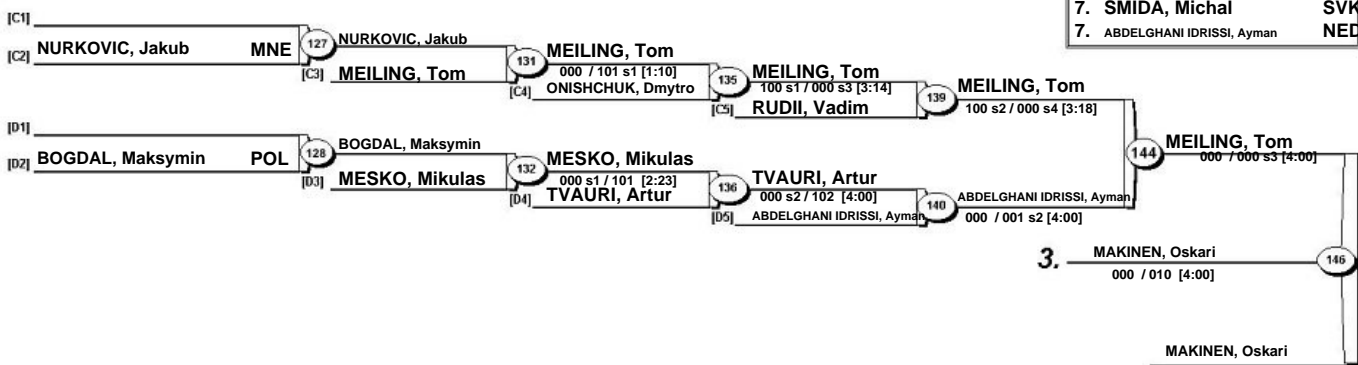 7. SMIDA, Michal SVK
7. ABDELGHANI IDRISSI, Ayman NED
[C1]
[C2] NURKOVIC, Jakub MNE
127
NURKOVIC, Jakub
[C3] MEILING, Tom
131
MEILING, Tom
000 / 101 s1 [1:10]
[C4] ONISHCHUK, Dmytro
135
MEILING, Tom
100 s1 / 000 s3 [3:14]
[C5] RUDII, Vadim
139
MEILING, Tom
100 s2 / 000 s4 [3:18]
[D1]
[D2] BOGDAL, Maksymin POL
128
BOGDAL, Maksymin
[D3] MESKO, Mikulas
132
MESKO, Mikulas
000 s1 / 101 [2:23]
[D4] TVAURI, Artur
136
TVAURI, Artur
000 s2 / 102 [4:00]
[D5] ABDELGHANI IDRISSI, Ayman
140
ABDELGHANI IDRISSI, Ayman
000 / 001 s2 [4:00]
144
MEILING, Tom
000 / 000 s3 [4:00]
3. MAKINEN, Oskari
000 / 010 [4:00]
146
MAKINEN, Oskari